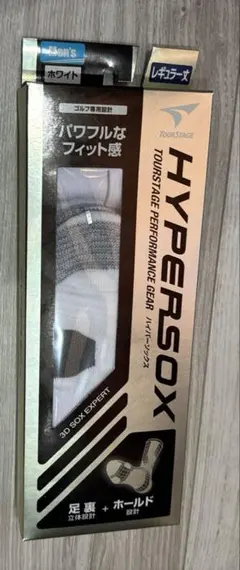 Men's
ホワイト
レギュラー丈
ゴルフ専用設計
パワフルな
フィット感
TOURSTAGE
HYPERSOX
TOURSTAGE PERFORMANCE GEAR
ハイパーソックス
3D SOX EXPERT
足裏 + ホールド
立体設計 設計